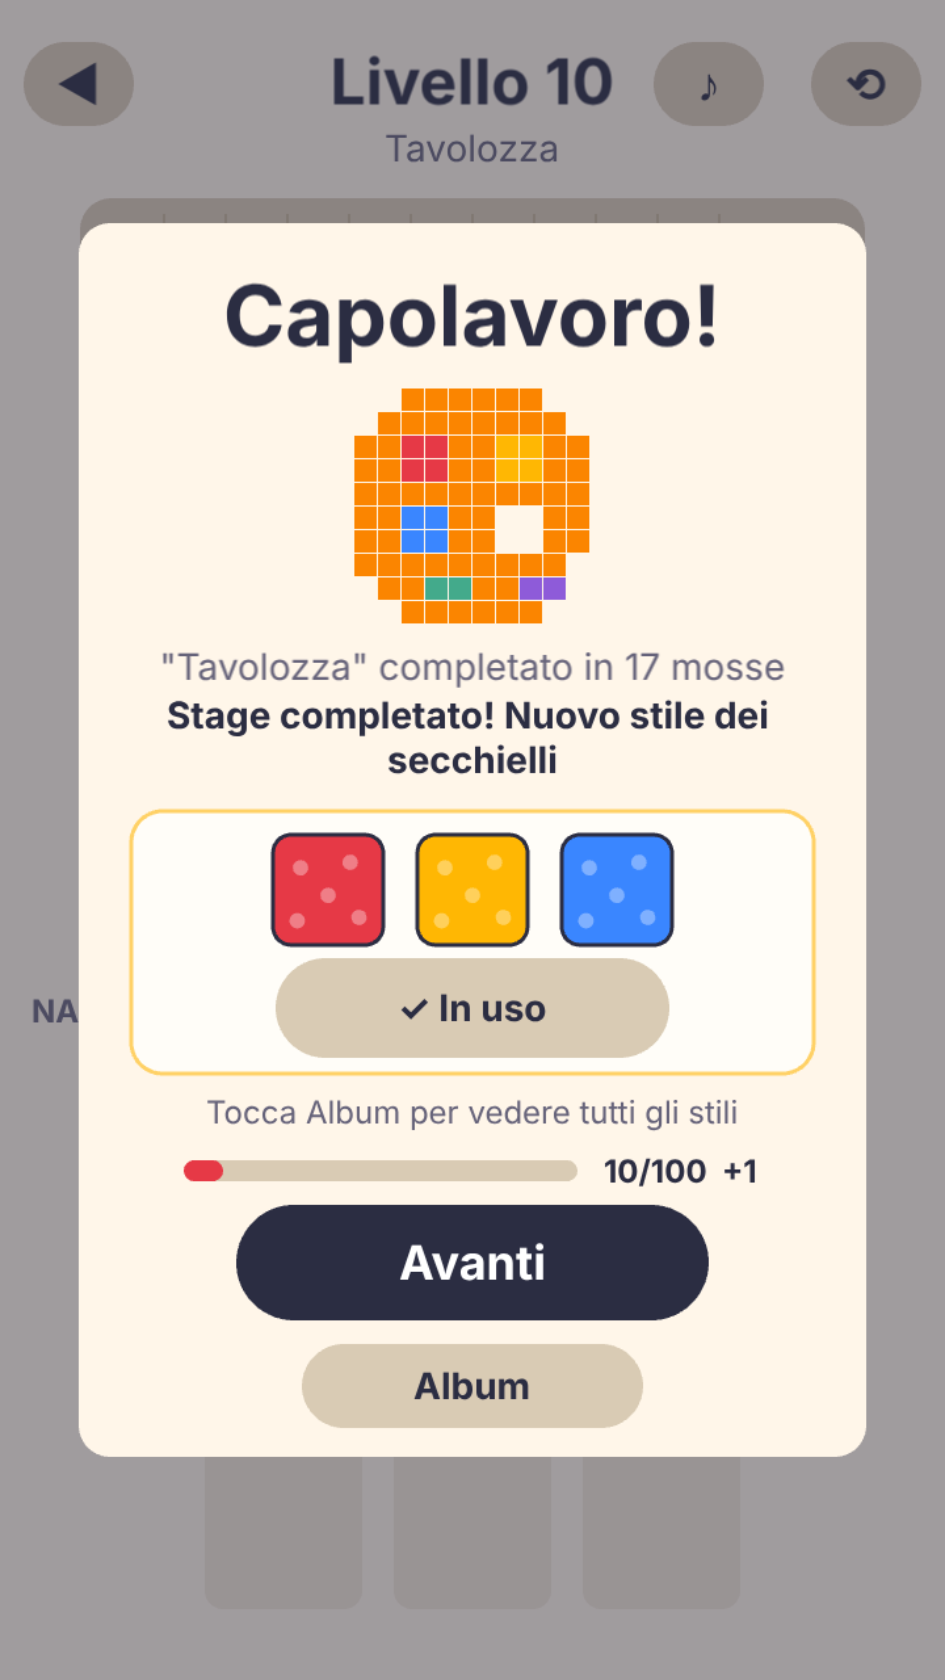 Livello 10
Tavolozza
Capolavoro!
"Tavolozza" completato in 17 mosse
Stage completato! Nuovo stile dei
secchielli
✓ In uso
NA
Tocca Album per vedere tutti gli stili
10/100 +1
Avanti
Album